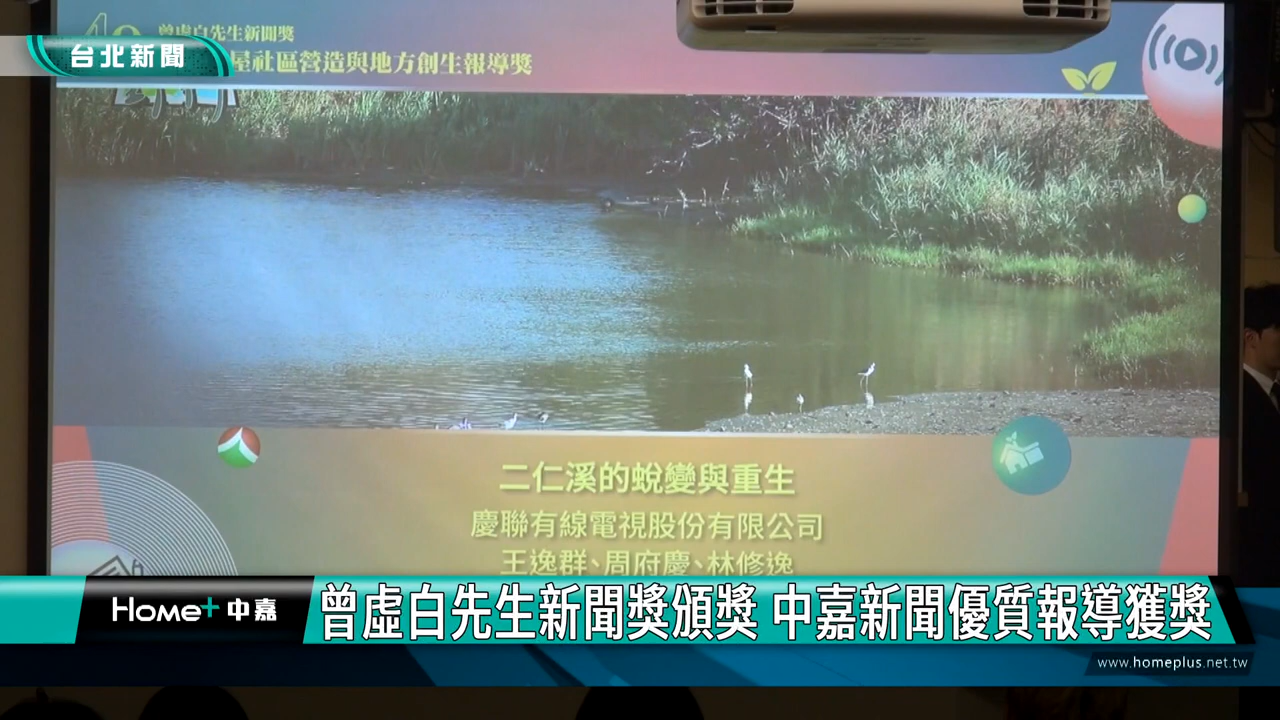 曾虛白先生新聞獎
台北新聞
屋社區營造與地方創生報導獎
二仁溪的蛻變與重生
慶聯有線電視股份有限公司
王逸群、周府慶、林修逸
Home+中嘉
曾虛白先生新聞獎頒獎 中嘉新聞優質報導獲獎
www.homeplus.net.tw